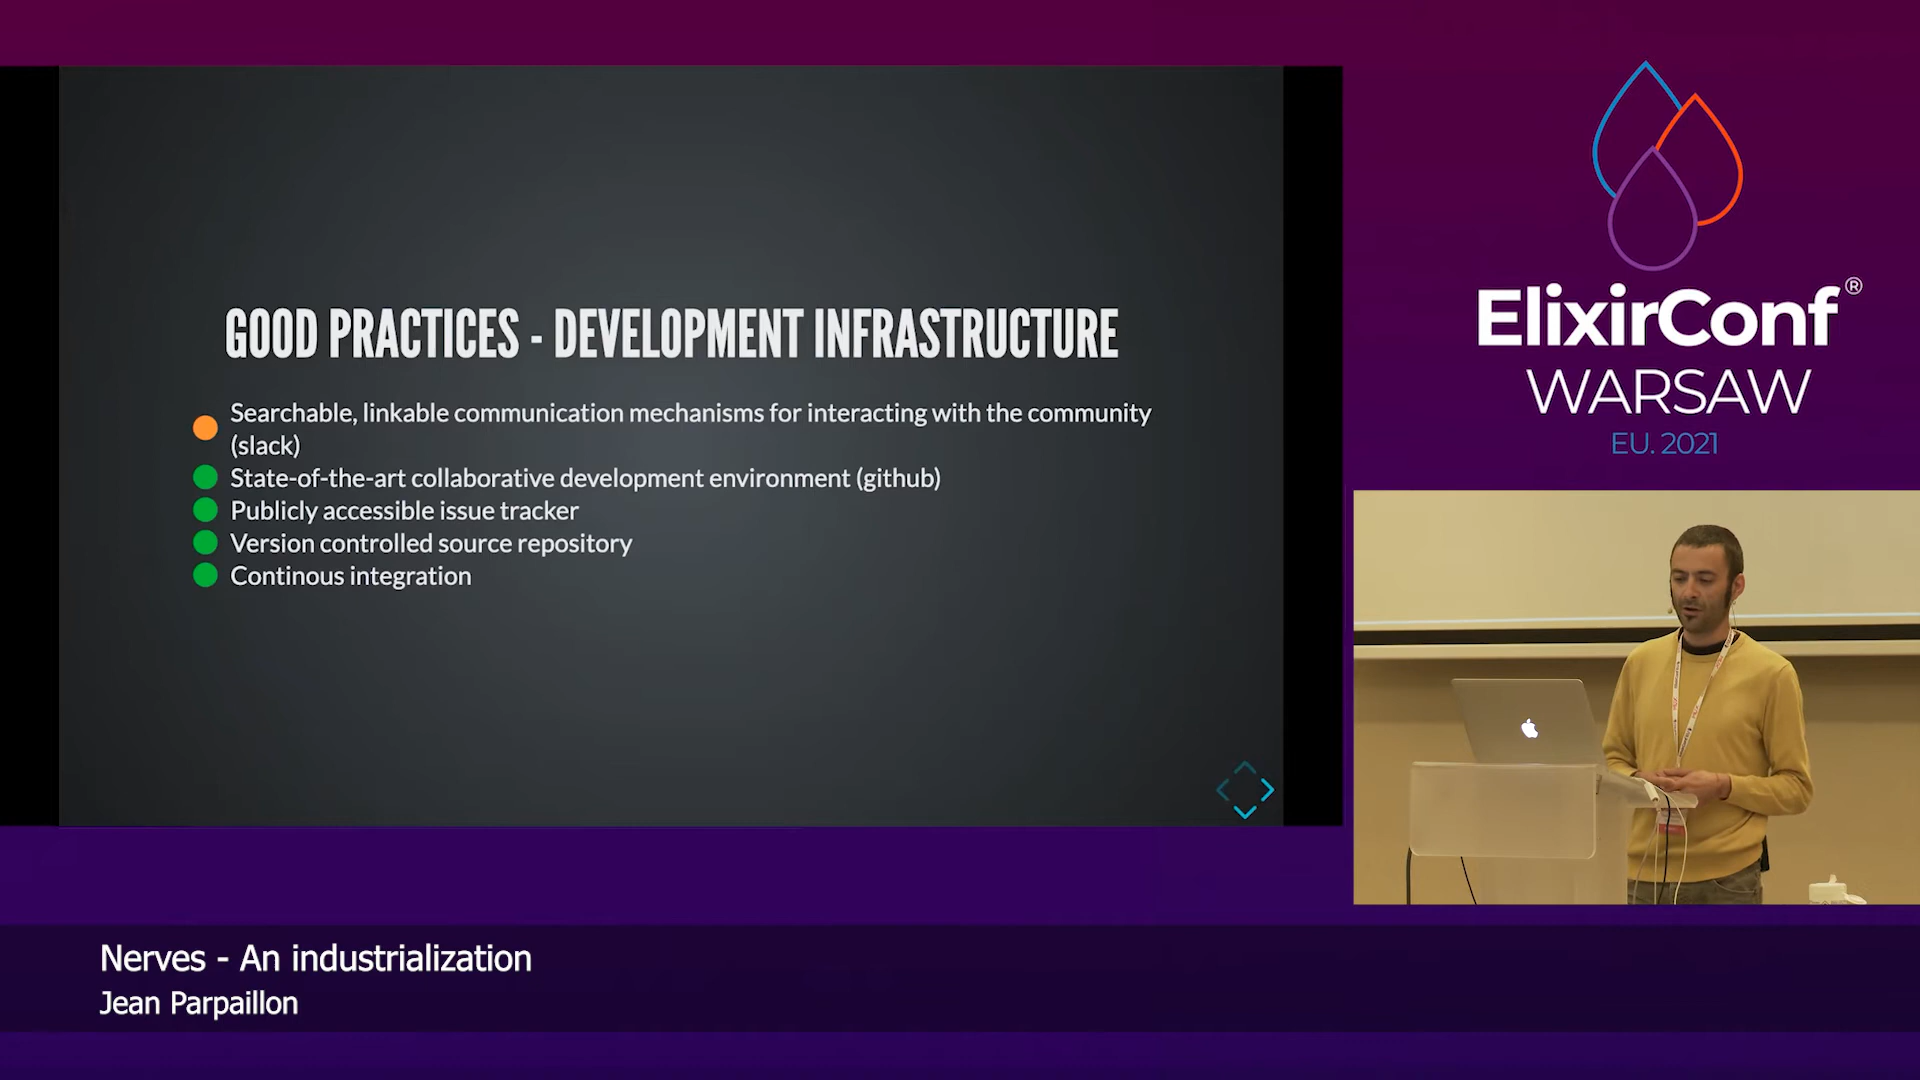 GOOD PRACTICES - DEVELOPMENT INFRASTRUCTURE
Searchable, linkable communication mechanisms for interacting with the community
(slack)
State-of-the-art collaborative development environment (github)
Publicly accessible issue tracker
Version controlled source repository
Continous integration
ElixirConf®
WARSAW
EU. 2021
Nerves - An industrialization
Jean Parpaillon